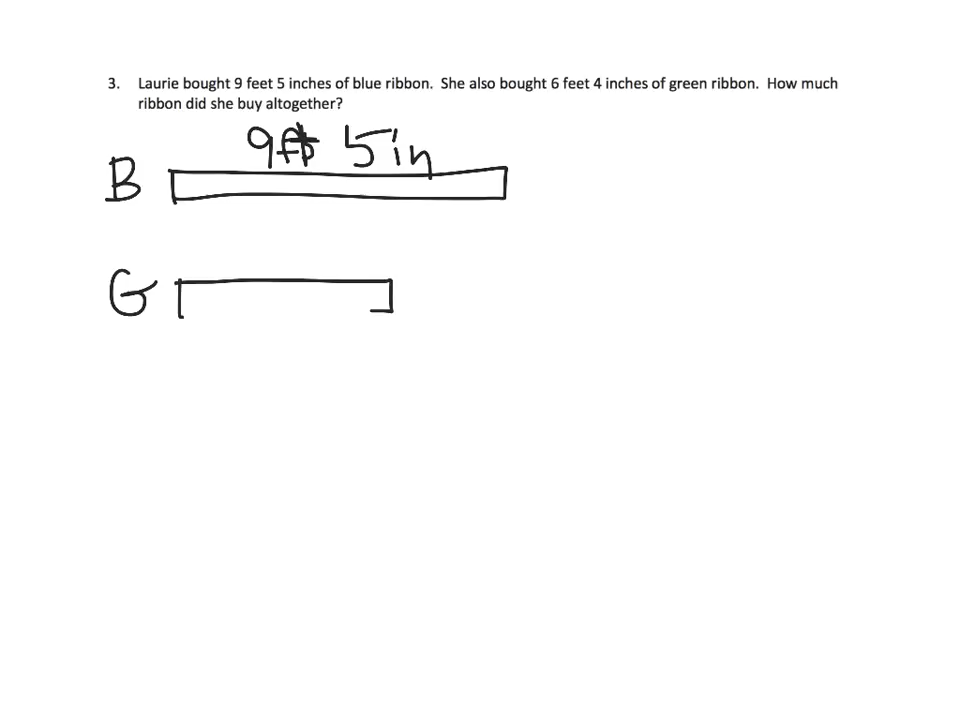 3. Laurie bought 9 feet 5 inches of blue ribbon. She also bought 6 feet 4 inches of green ribbon. How much
ribbon did she buy altogether?
9ft 5in
B
G